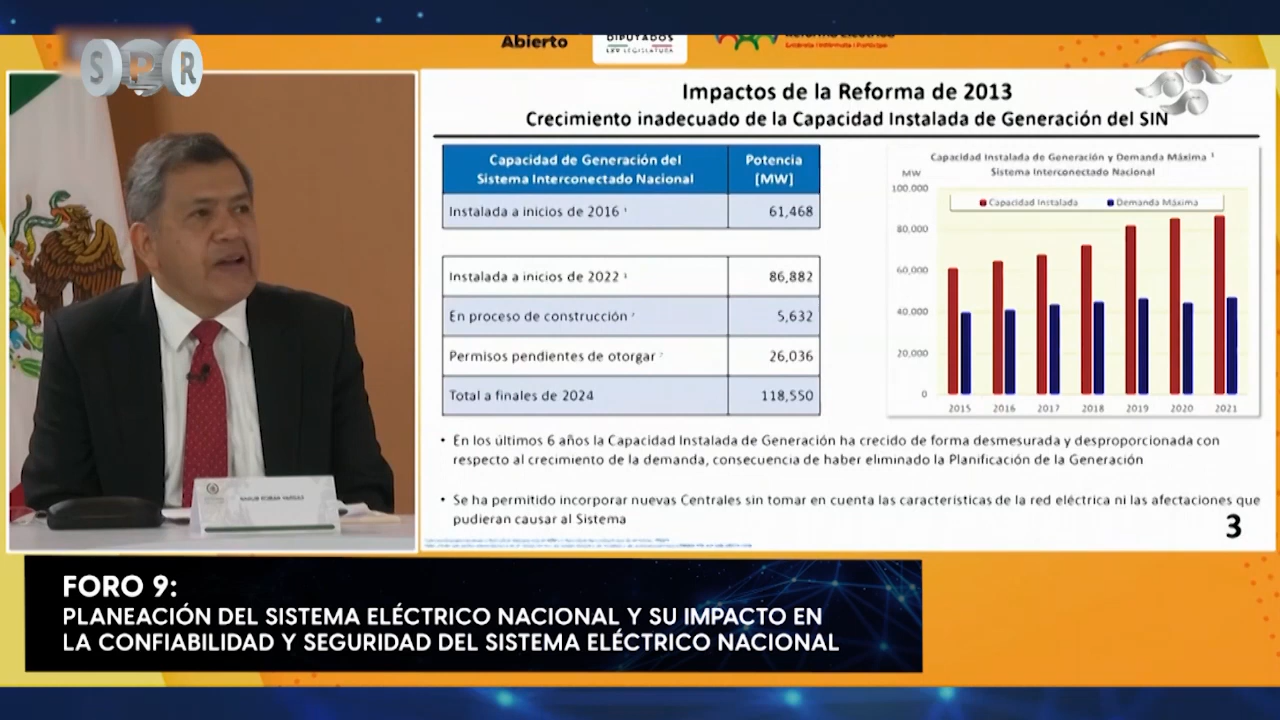 SPR
Abierto
DIPUTADOS
LXV LEGISLATURA
Impactos de la Reforma de 2013
Crecimiento inadecuado de la Capacidad Instalada de Generación del SIN
Capacidad de Generación del
Sistema Interconectado Nacional
Potencia
[MW]
Instalada a inicios de 2016 ¹
61,468
Instalada a inicios de 2022 ¹
86,882
En proceso de construcción ²
5,632
Permisos pendientes de otorgar ²
26,036
Total a finales de 2024
118,550
Capacidad Instalada de Generación y Demanda Máxima ¹
Sistema Interconectado Nacional
MW
Capacidad Instalada
Demanda Máxima
100,000
80,000
60,000
40,000
20,000
0
2015 2016 2017 2018 2019 2020 2021
• En los últimos 6 años la Capacidad Instalada de Generación ha crecido de forma desmesurada y desproporcionada con
respecto al crecimiento de la demanda, consecuencia de haber eliminado la Planificación de la Generación
• Se ha permitido incorporar nuevas Centrales sin tomar en cuenta las características de la red eléctrica ni las afectaciones que
pudieran causar al Sistema
3
FORO 9:
PLANEACIÓN DEL SISTEMA ELÉCTRICO NACIONAL Y SU IMPACTO EN
LA CONFIABILIDAD Y SEGURIDAD DEL SISTEMA ELÉCTRICO NACIONAL